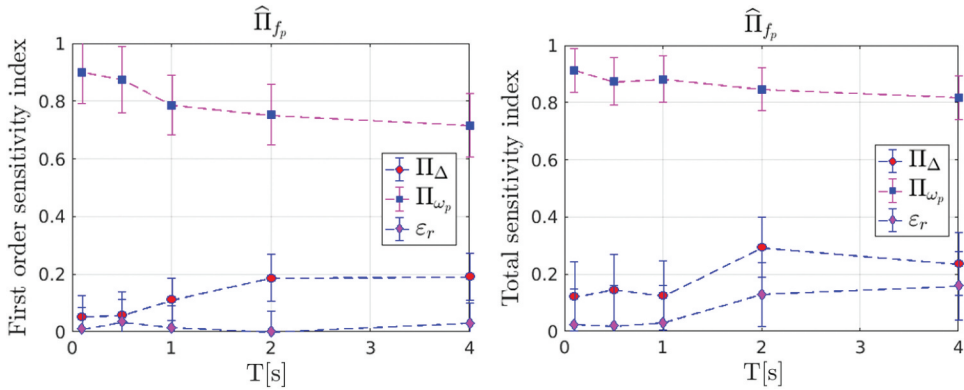 Π̂_{f_p}
First order sensitivity index
1
0.8
0.6
0.4
0.2
0
0 1 2 3 4
T[s]
Π_Δ
Π_{ω_p}
ε_r
Π̂_{f_p}
Total sensitivity index
1
0.8
0.6
0.4
0.2
0
0 1 2 3 4
T[s]
Π_Δ
Π_{ω_p}
ε_r